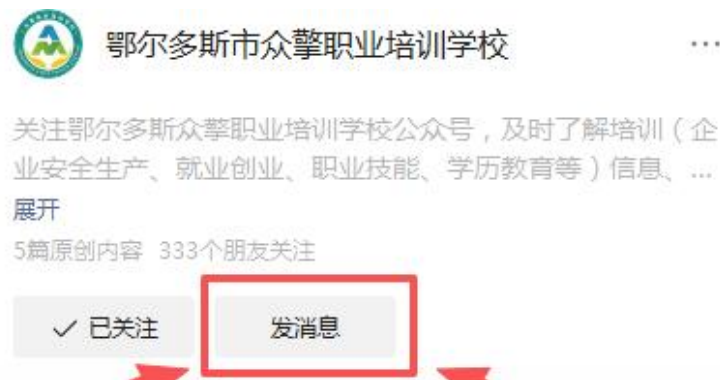 鄂尔多斯市众擎职业培训学校
关注鄂尔多斯众擎职业培训学校公众号，及时了解培训（企
业安全生产、就业创业、职业技能、学历教育等）信息、...
展开
5篇原创内容 333个朋友关注
已关注 发消息